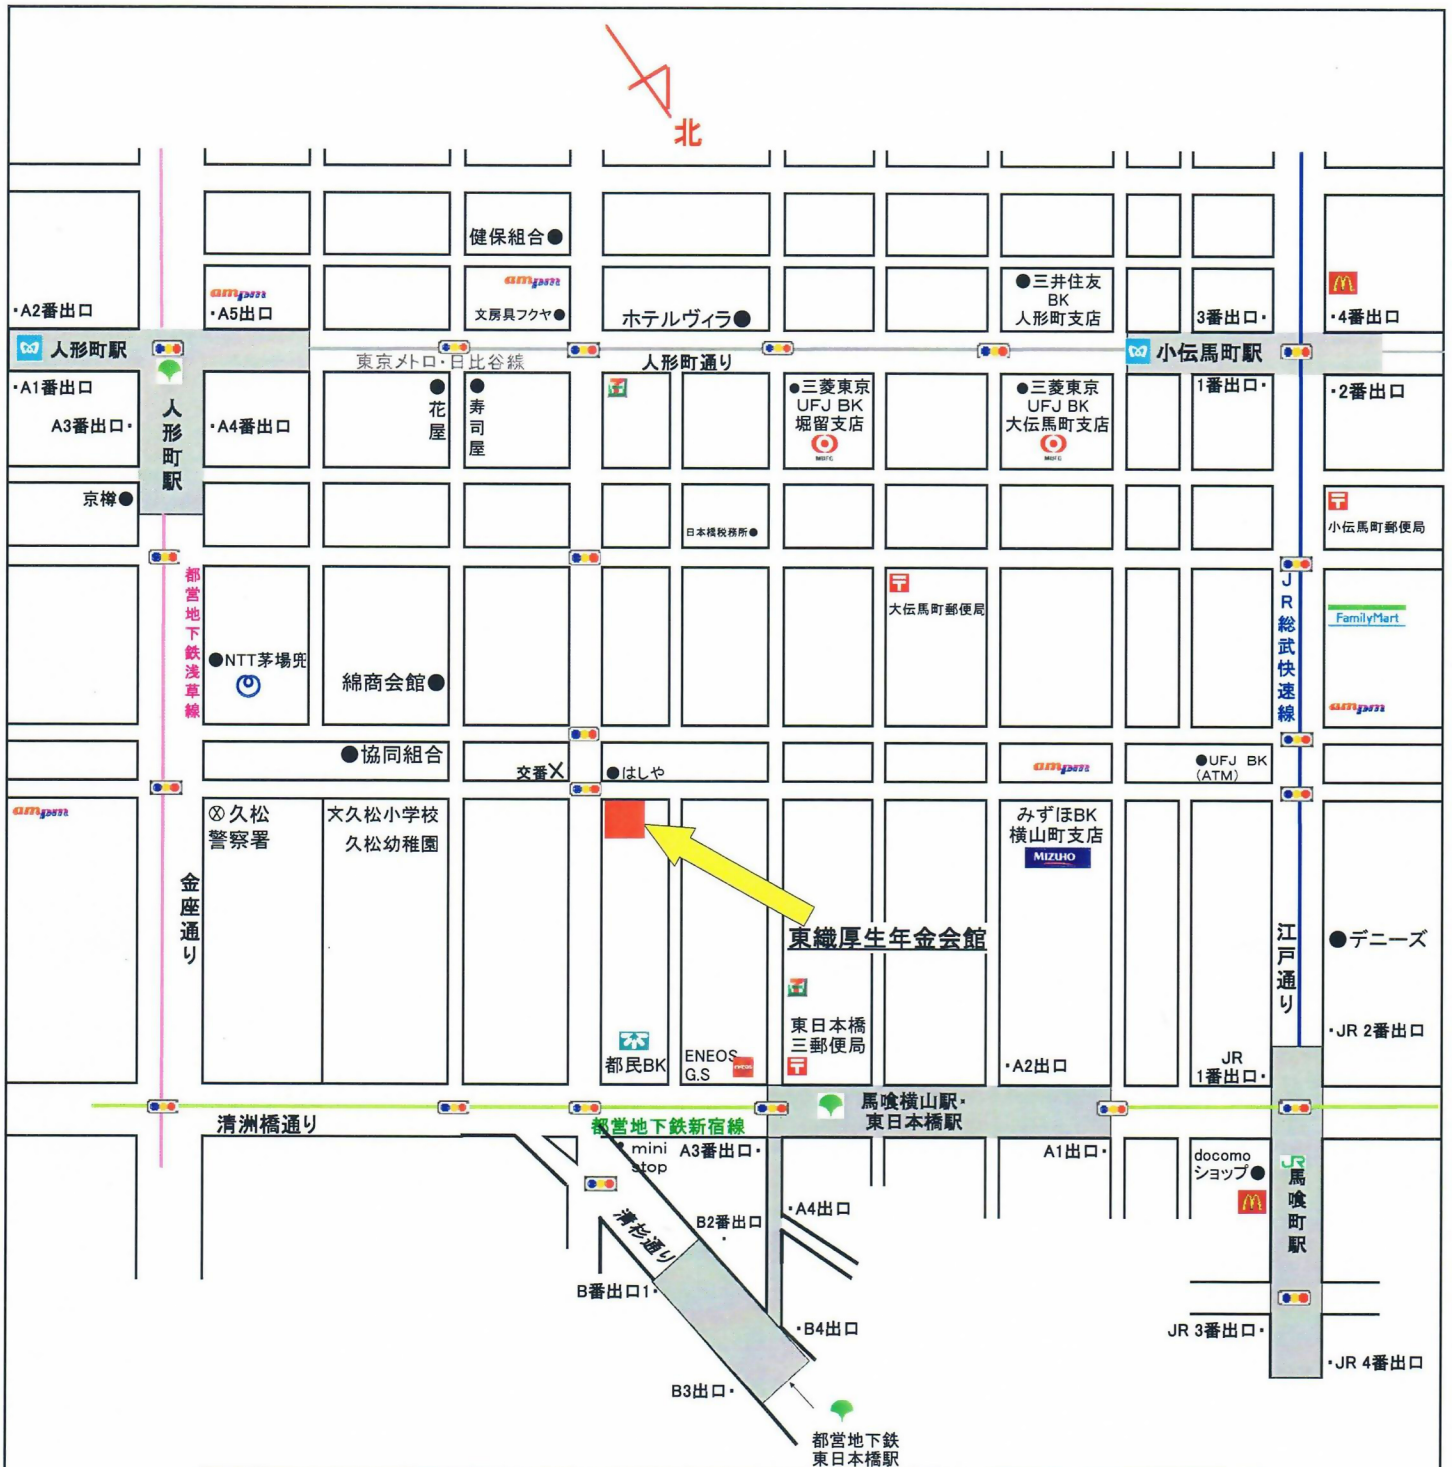 北
健保組合●
ampm
ampm
・A2番出口
・A5出口
文房具フクヤ●
ホテルヴィラ●
●三井住友
BK
人形町支店
3番出口・
・4番出口
人形町駅
東京メトロ・日比谷線
人形町通り
小伝馬町駅
・A1番出口
A3番出口・
人形町駅
・A4番出口
●花屋
●寿司屋
●三菱東京
UFJ BK
堀留支店
MUFG
●三菱東京
UFJ BK
大伝馬町支店
MUFG
1番出口・
・2番出口
京樽●
日本橋税務所●
小伝馬町郵便局
都営地下鉄浅草線
大伝馬町郵便局
JR総武快速線
FamilyMart
●NTT茅場兜
綿商会館●
ampm
●協同組合
交番X
●はしや
ampm
●UFJ BK
(ATM)
ampm
久松
警察署
文久松小学校
久松幼稚園
みずほBK
横山町支店
MIZUHO
金座通り
東織厚生年金会館
江戸通り
●デニーズ
東日本橋
三郵便局
・JR 2番出口
都民BK
ENEOS
G.S
ENEOS
・A2出口
JR
1番出口・
清洲橋通り
都営地下鉄新宿線
馬喰横山駅・
東日本橋駅
mini
stop
A3番出口・
A1出口・
docomo
ショップ●
JR
馬喰町駅
清杉通り
B2番出口
・A4出口
B番出口1・
・B4出口
JR 3番出口・
・JR 4番出口
B3出口・
都営地下鉄
東日本橋駅